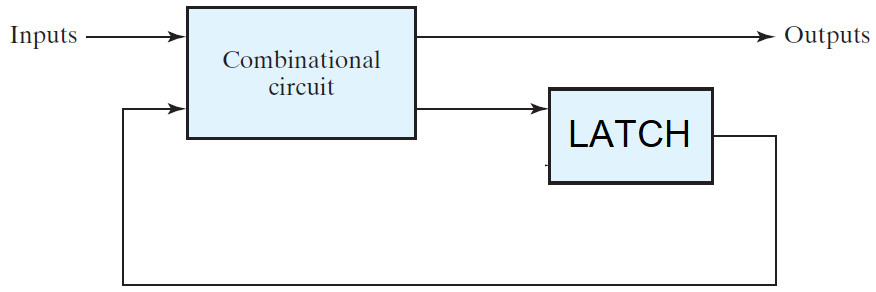 Inputs
Combinational
circuit
Outputs
LATCH